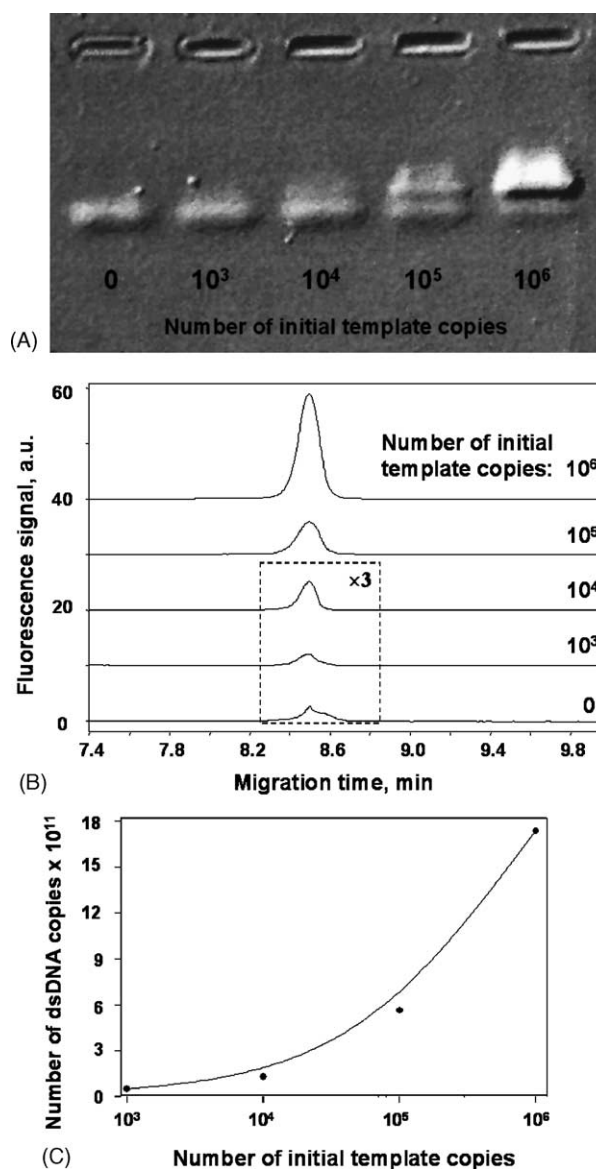 0 10³ 10⁴ 10⁵ 10⁶
Number of initial template copies
(A)
60
40
20
0
Fluorescence signal, a.u.
Number of initial
template copies: 10⁶
10⁵
×3
10⁴
10³
0
7.4 7.8 8.2 8.6 9.0 9.4 9.8
Migration time, min
(B)
18
15
12
9
6
3
0
Number of dsDNA copies x 10¹¹
10³ 10⁴ 10⁵ 10⁶
Number of initial template copies
(C)